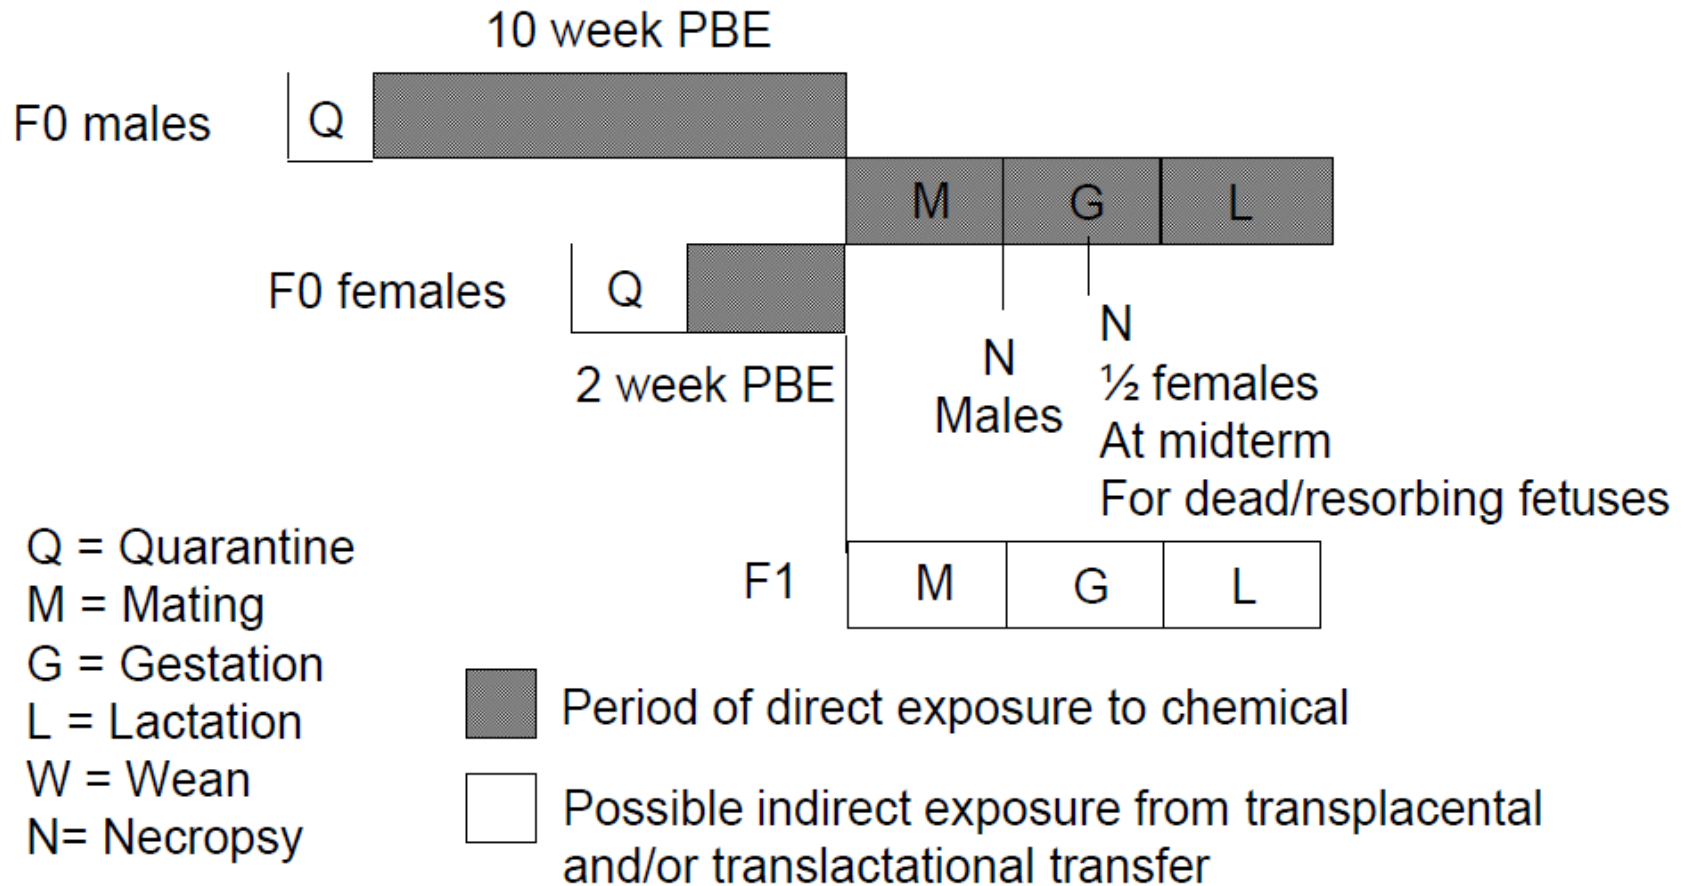 10 week PBE
F0 males
Q
M
G
L
F0 females
Q
2 week PBE
N
Males
N
½ females
At midterm
For dead/resorbing fetuses
F1
M
G
L
Q = Quarantine
M = Mating
G = Gestation
L = Lactation
W = Wean
N= Necropsy
Period of direct exposure to chemical
Possible indirect exposure from transplacental
and/or translactational transfer